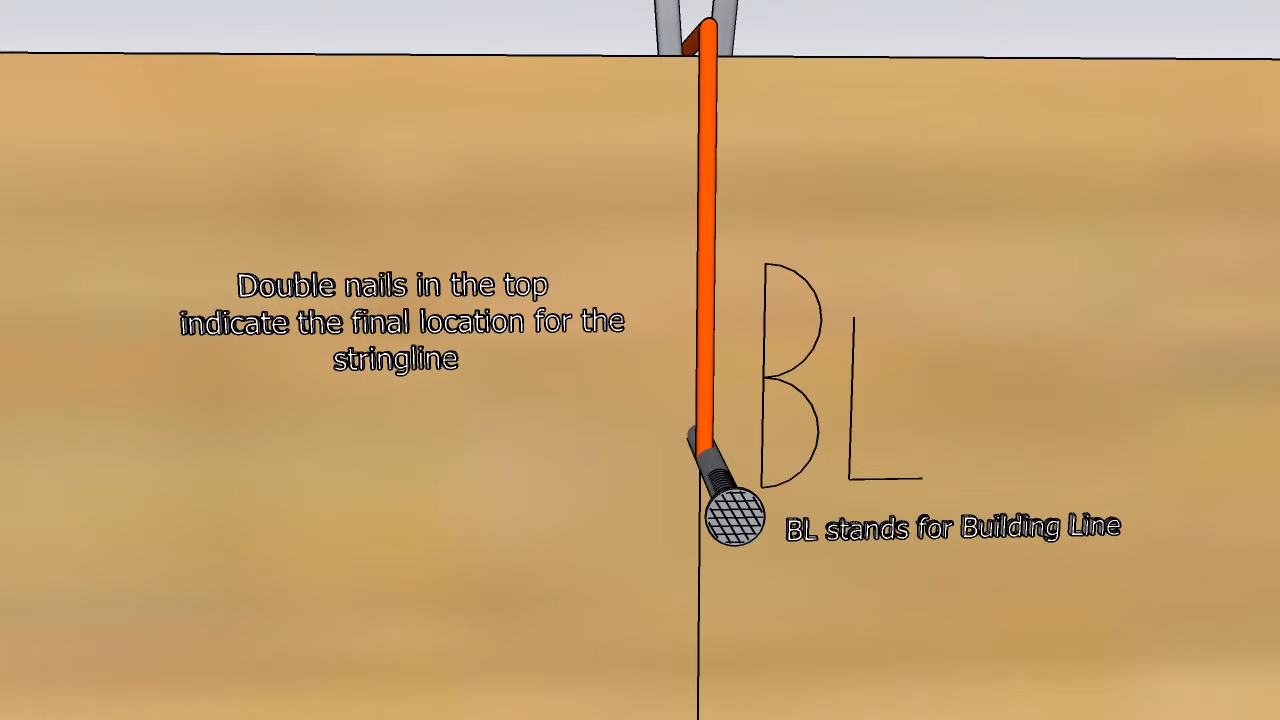 Double nails in the top
indicate the final location for the
stringline
BL
BL stands for Building Line